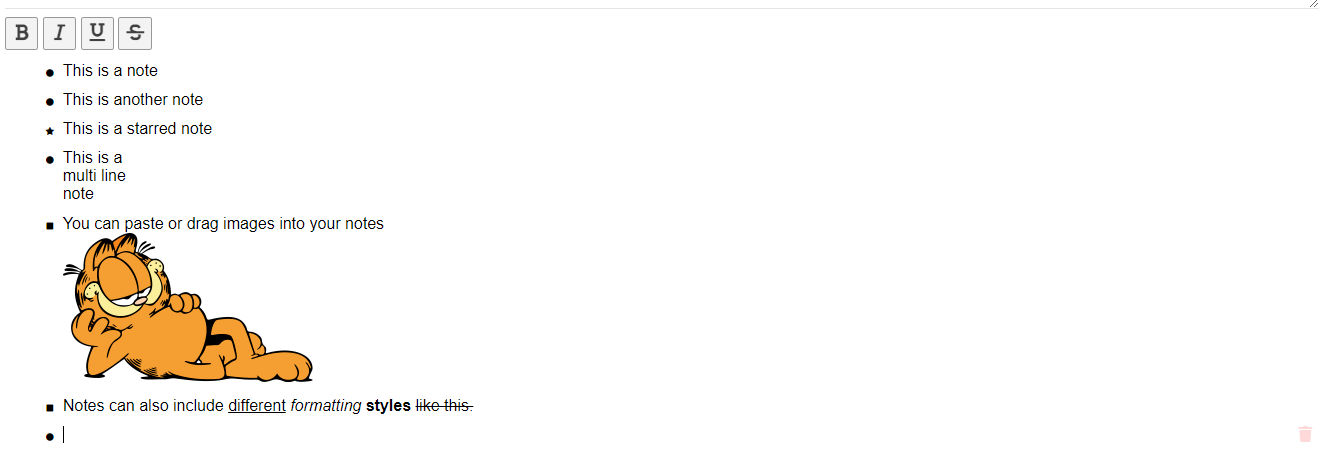 B I U S
This is a note
This is another note
This is a starred note
This is a
multi line
note
You can paste or drag images into your notes
Notes can also include different formatting styles like this.